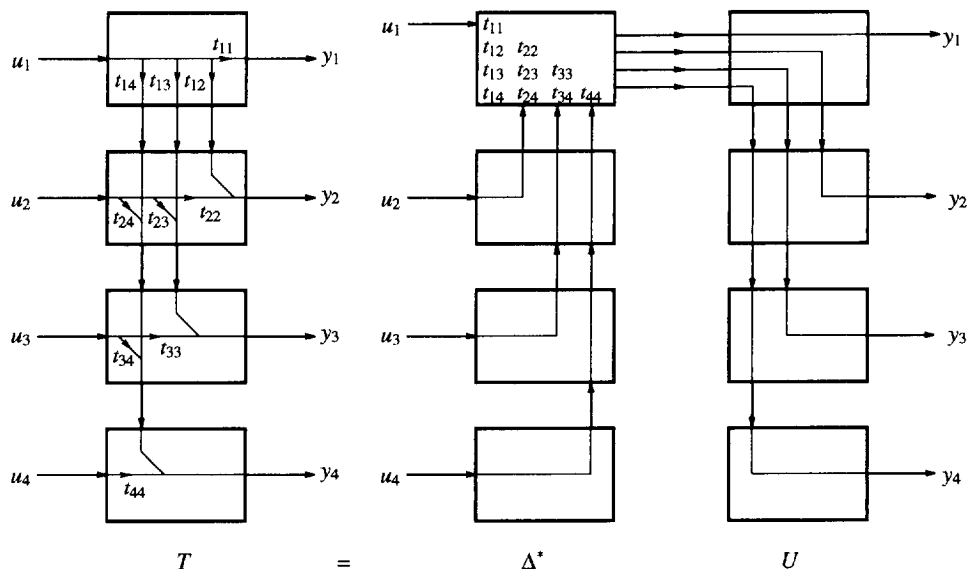 u₁ t₁₁ y₁ u₁ t₁₁ y₁
t₁₄ t₁₃ t₁₂ t₁₂ t₂₂
t₁₃ t₂₃ t₃₃
t₁₄ t₂₄ t₃₄ t₄₄
u₂ y₂ u₂ y₂
t₂₄ t₂₃ t₂₂
u₃ y₃ u₃ y₃
t₃₄ t₃₃
u₄ y₄ u₄ y₄
t₄₄
T = Δ* U